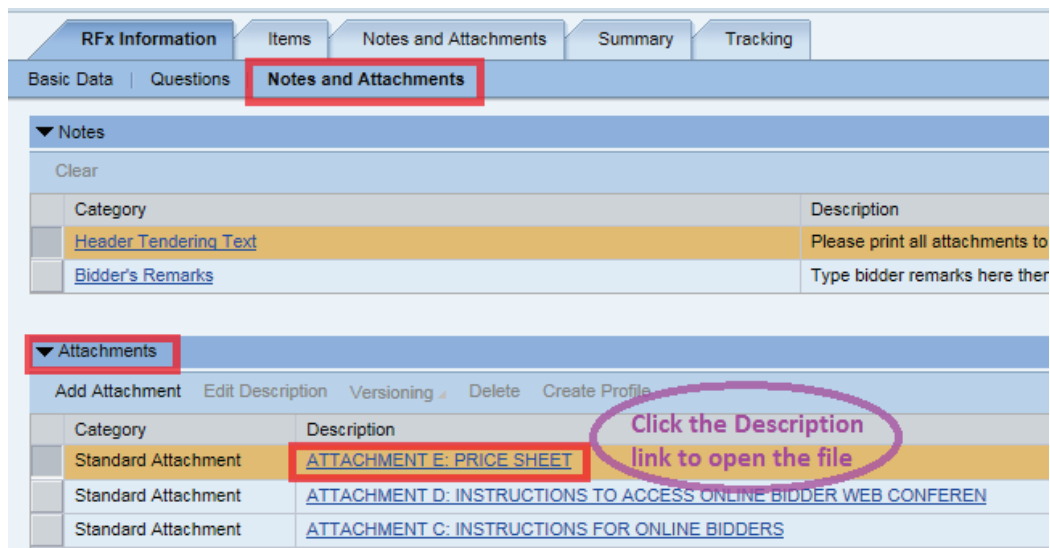 RFx Information Items Notes and Attachments Summary Tracking
Basic Data | Questions Notes and Attachments
Notes
Clear
Category Description
Header Tendering Text Please print all attachments to
Bidder's Remarks Type bidder remarks here then
Attachments
Add Attachment Edit Description Versioning Delete Create Profile
Category Description
Standard Attachment ATTACHMENT E: PRICE SHEET
Click the Description
link to open the file
Standard Attachment ATTACHMENT D: INSTRUCTIONS TO ACCESS ONLINE BIDDER WEB CONFEREN
Standard Attachment ATTACHMENT C: INSTRUCTIONS FOR ONLINE BIDDERS